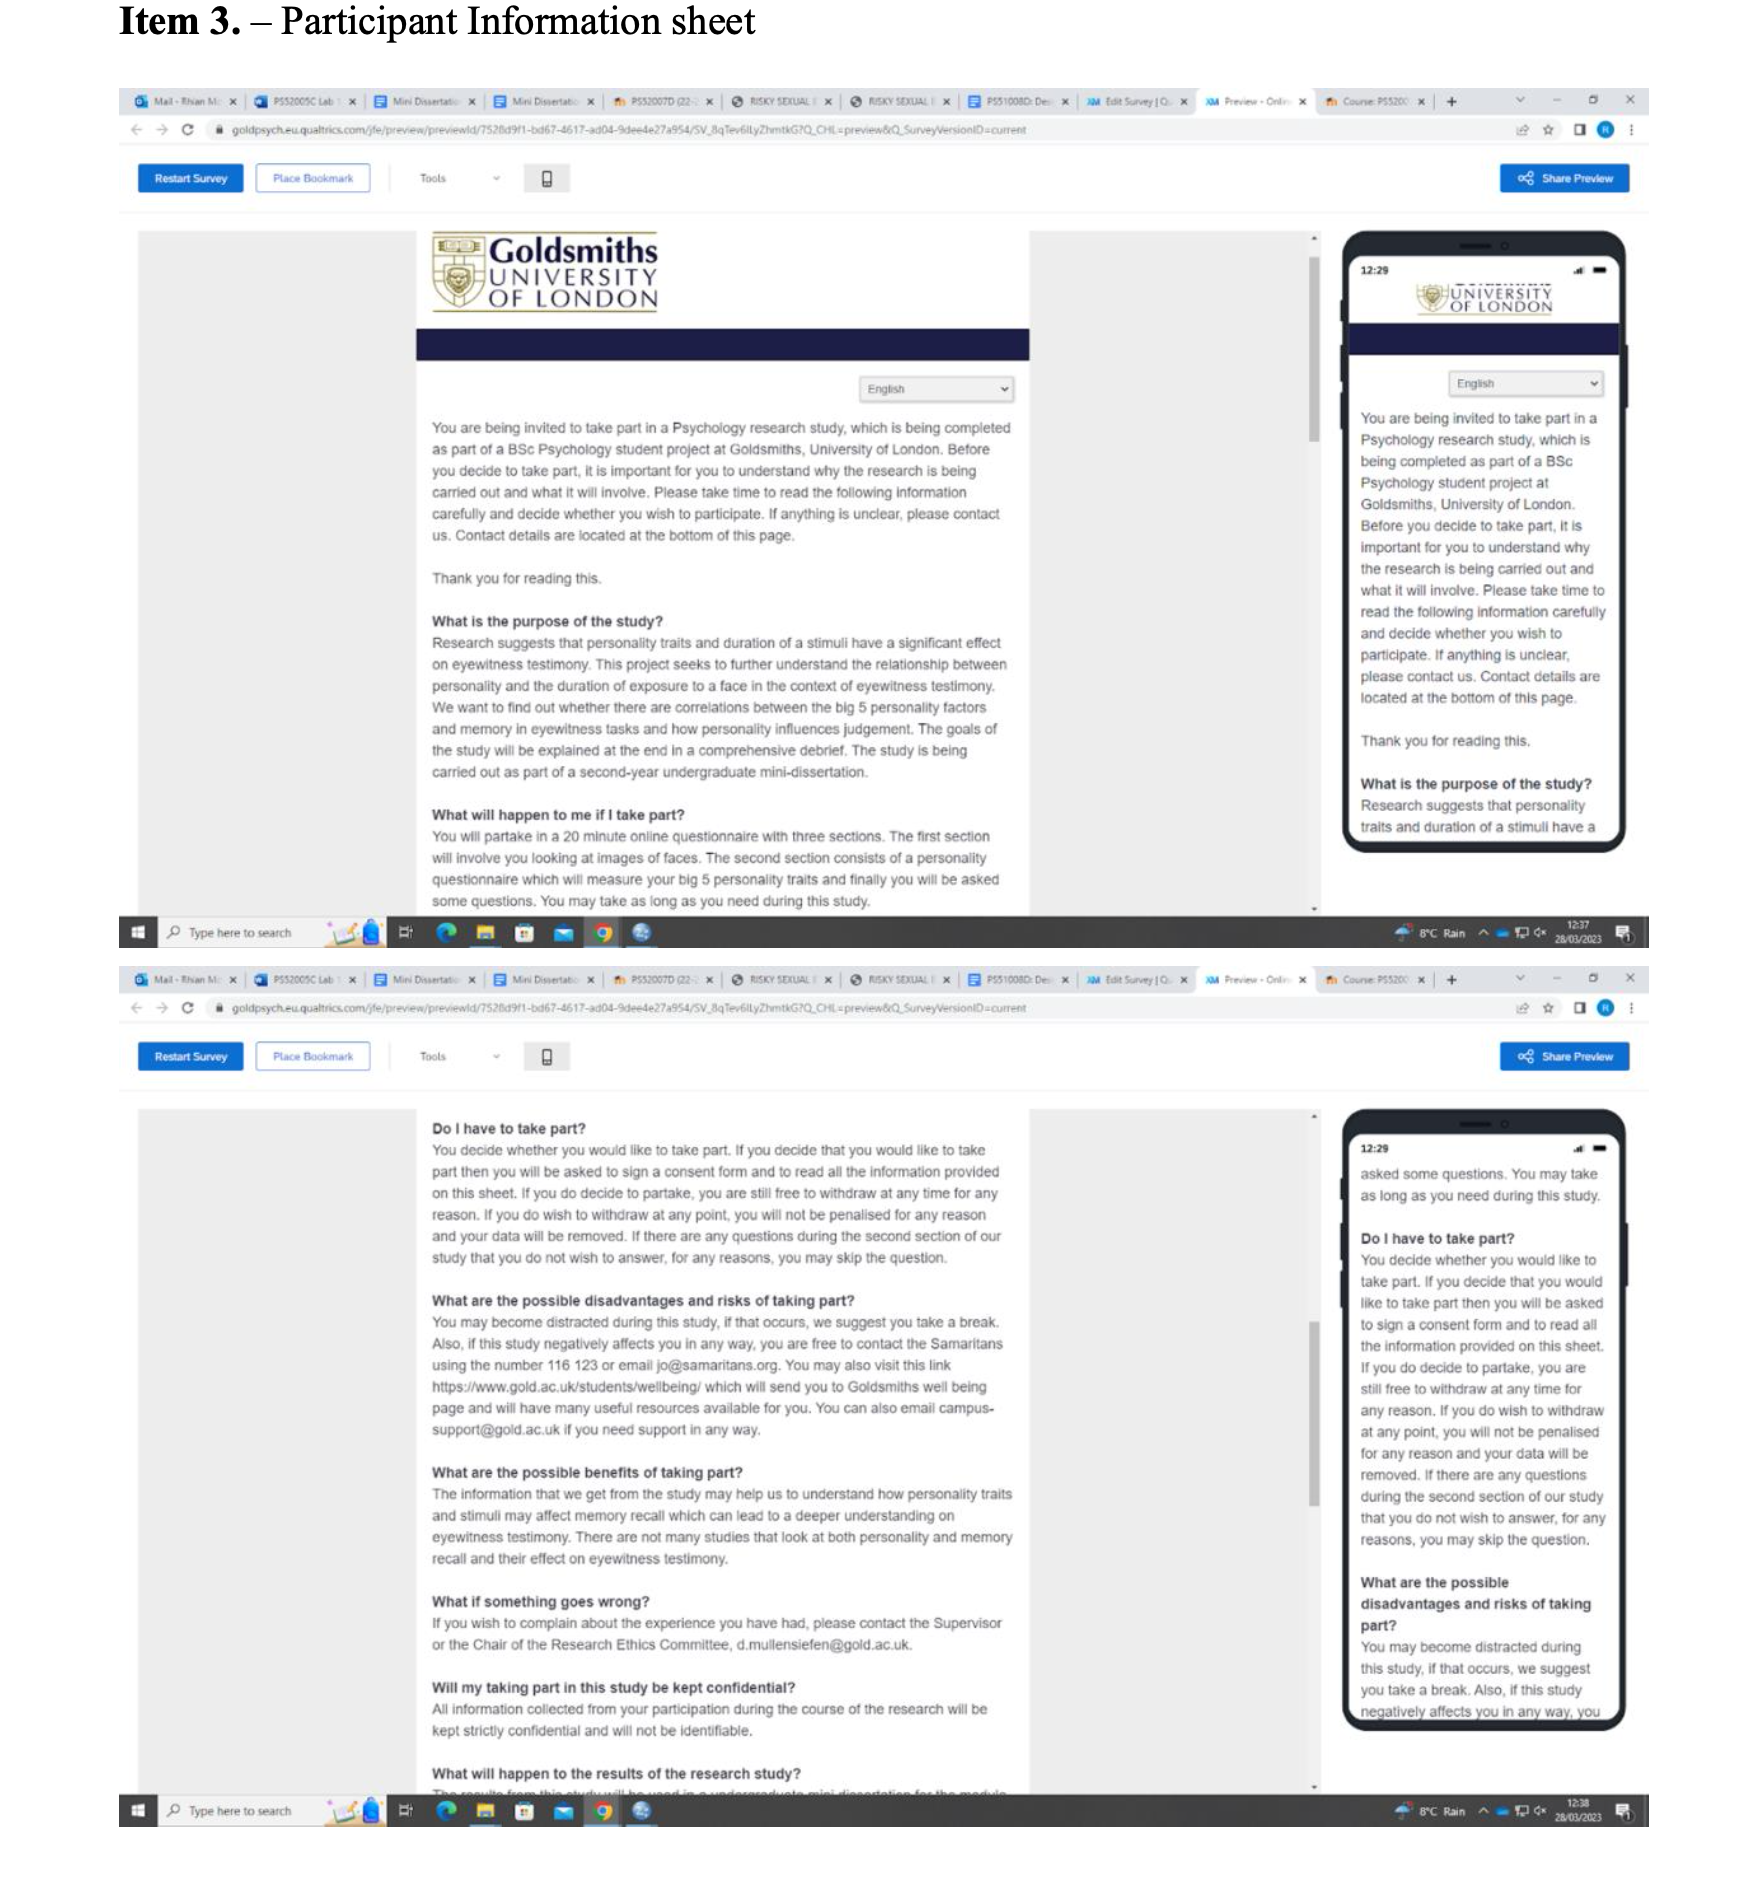 Item 3. – Participant Information sheet
Mail - Rhian M
PS52005C Lab
Mini Dissertatio
Mini Dissertatio
PS52007D (22-
RISKY SEXUAL
RISKY SEXUAL
PS51008D: Des
Edit Survey | Q
Preview - Onlin
Course: PS520
Restart Survey
Place Bookmark
Tools
Share Preview
Goldsmiths
UNIVERSITY
OF LONDON
English
You are being invited to take part in a Psychology research study, which is being completed
as part of a BSc Psychology student project at Goldsmiths, University of London. Before
you decide to take part, it is important for you to understand why the research is being
carried out and what it will involve. Please take time to read the following information
carefully and decide whether you wish to participate. If anything is unclear, please contact
us. Contact details are located at the bottom of this page.
Thank you for reading this.
What is the purpose of the study?
Research suggests that personality traits and duration of a stimuli have a significant effect
on eyewitness testimony. This project seeks to further understand the relationship between
personality and the duration of exposure to a face in the context of eyewitness testimony.
We want to find out whether there are correlations between the big 5 personality factors
and memory in eyewitness tasks and how personality influences judgement. The goals of
the study will be explained at the end in a comprehensive debrief. The study is being
carried out as part of a second-year undergraduate mini-dissertation.
What will happen to me if I take part?
You will partake in a 20 minute online questionnaire with three sections. The first section
will involve you looking at images of faces. The second section consists of a personality
questionnaire which will measure your big 5 personality traits and finally you will be asked
some questions. You may take as long as you need during this study.
12:29
UNIVERSITY
OF LONDON
English
You are being invited to take part in a
Psychology research study, which is
being completed as part of a BSc
Psychology student project at
Goldsmiths, University of London.
Before you decide to take part, it is
important for you to understand why
the research is being carried out and
what it will involve. Please take time to
read the following information carefully
and decide whether you wish to
participate. If anything is unclear,
please contact us. Contact details are
located at the bottom of this page.
Thank you for reading this.
What is the purpose of the study?
Research suggests that personality
traits and duration of a stimuli have a
Type here to search
8°C Rain
12:37
28/03/2023
Mail - Rhian M
PS52005C Lab
Mini Dissertatio
Mini Dissertatio
PS52007D (22-
RISKY SEXUAL
RISKY SEXUAL
PS51008D: Des
Edit Survey | Q
Preview - Onlin
Course: PS520
Restart Survey
Place Bookmark
Tools
Share Preview
Do I have to take part?
You decide whether you would like to take part. If you decide that you would like to take
part then you will be asked to sign a consent form and to read all the information provided
on this sheet. If you do decide to partake, you are still free to withdraw at any time for any
reason. If you do wish to withdraw at any point, you will not be penalised for any reason
and your data will be removed. If there are any questions during the second section of our
study that you do not wish to answer, for any reasons, you may skip the question.
What are the possible disadvantages and risks of taking part?
You may become distracted during this study, if that occurs, we suggest you take a break.
Also, if this study negatively affects you in any way, you are free to contact the Samaritans
using the number 116 123 or email jo@samaritans.org. You may also visit this link
https://www.gold.ac.uk/students/wellbeing/ which will send you to Goldsmiths well being
page and will have many useful resources available for you. You can also email campus-
support@gold.ac.uk if you need support in any way.
What are the possible benefits of taking part?
The information that we get from the study may help us to understand how personality traits
and stimuli may affect memory recall which can lead to a deeper understanding on
eyewitness testimony. There are not many studies that look at both personality and memory
recall and their effect on eyewitness testimony.
What if something goes wrong?
If you wish to complain about the experience you have had, please contact the Supervisor
or the Chair of the Research Ethics Committee, d.mullensiefen@gold.ac.uk.
Will my taking part in this study be kept confidential?
All information collected from your participation during the course of the research will be
kept strictly confidential and will not be identifiable.
What will happen to the results of the research study?
The results from this study will be used in a undergraduate mini dissertation for the module
12:29
asked some questions. You may take
as long as you need during this study.
Do I have to take part?
You decide whether you would like to
take part. If you decide that you would
like to take part then you will be asked
to sign a consent form and to read all
the information provided on this sheet.
If you do decide to partake, you are
still free to withdraw at any time for
any reason. If you do wish to withdraw
at any point, you will not be penalised
for any reason and your data will be
removed. If there are any questions
during the second section of our study
that you do not wish to answer, for any
reasons, you may skip the question.
What are the possible
disadvantages and risks of taking
part?
You may become distracted during
this study, if that occurs, we suggest
you take a break. Also, if this study
negatively affects you in any way, you
Type here to search
8°C Rain
12:38
28/03/2023